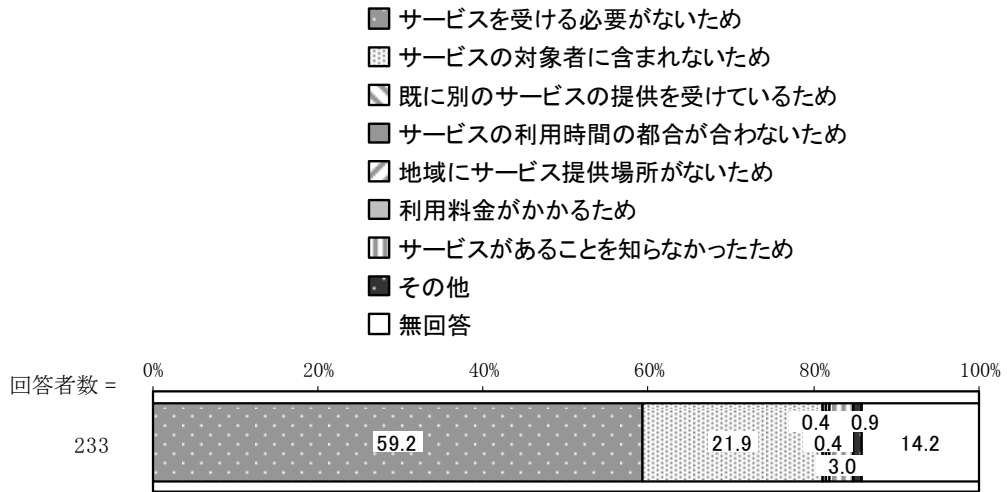 サービスを受ける必要がないため
サービスの対象者に含まれないため
既に別のサービスの提供を受けているため
サービスの利用時間の都合が合わないため
地域にサービス提供場所がないため
利用料金がかかるため
サービスがあることを知らなかったため
その他
無回答
回答者数 =
0% 20% 40% 60% 80% 100%
233
59.2 21.9 0.4 0.4 3.0 0.9 14.2